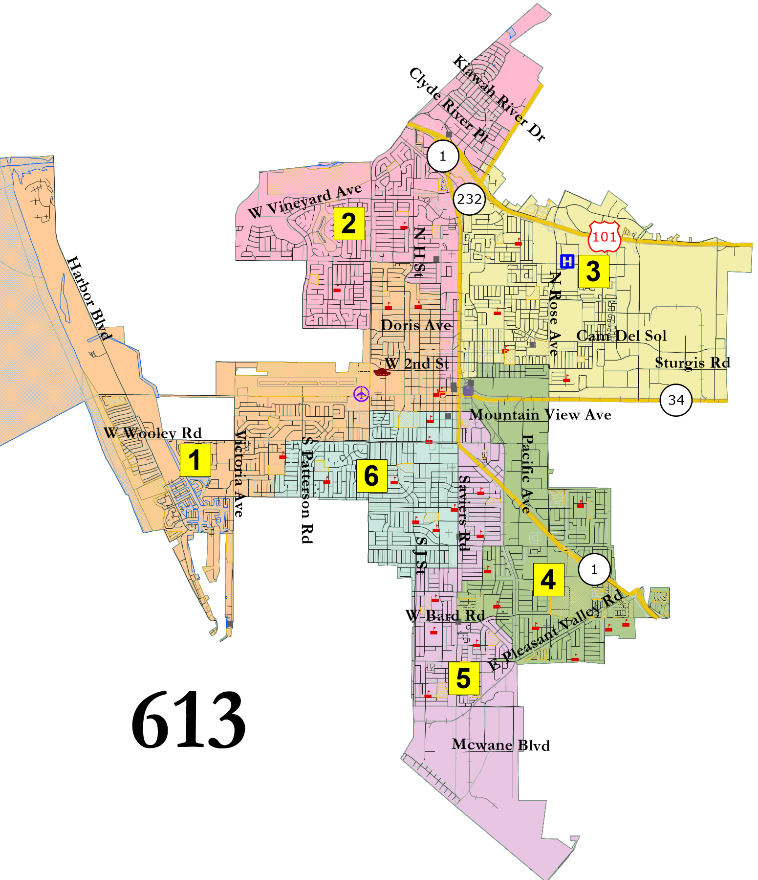 Kiawah River Dr
Clyde River Pl
1
232
W Vineyard Ave
2
N H St
101
H
3
Harbor Blvd
N Rose Ave
Doris Ave
Cam Del Sol
W 2nd St
Sturgis Rd
34
Mountain View Ave
W Wooley Rd
1
Victoria Ave
S Patterson Rd
6
Saviers Rd
Pacific Ave
S J St
1
4
W Bard Rd
E Pleasant Valley Rd
5
613
Mcwane Blvd